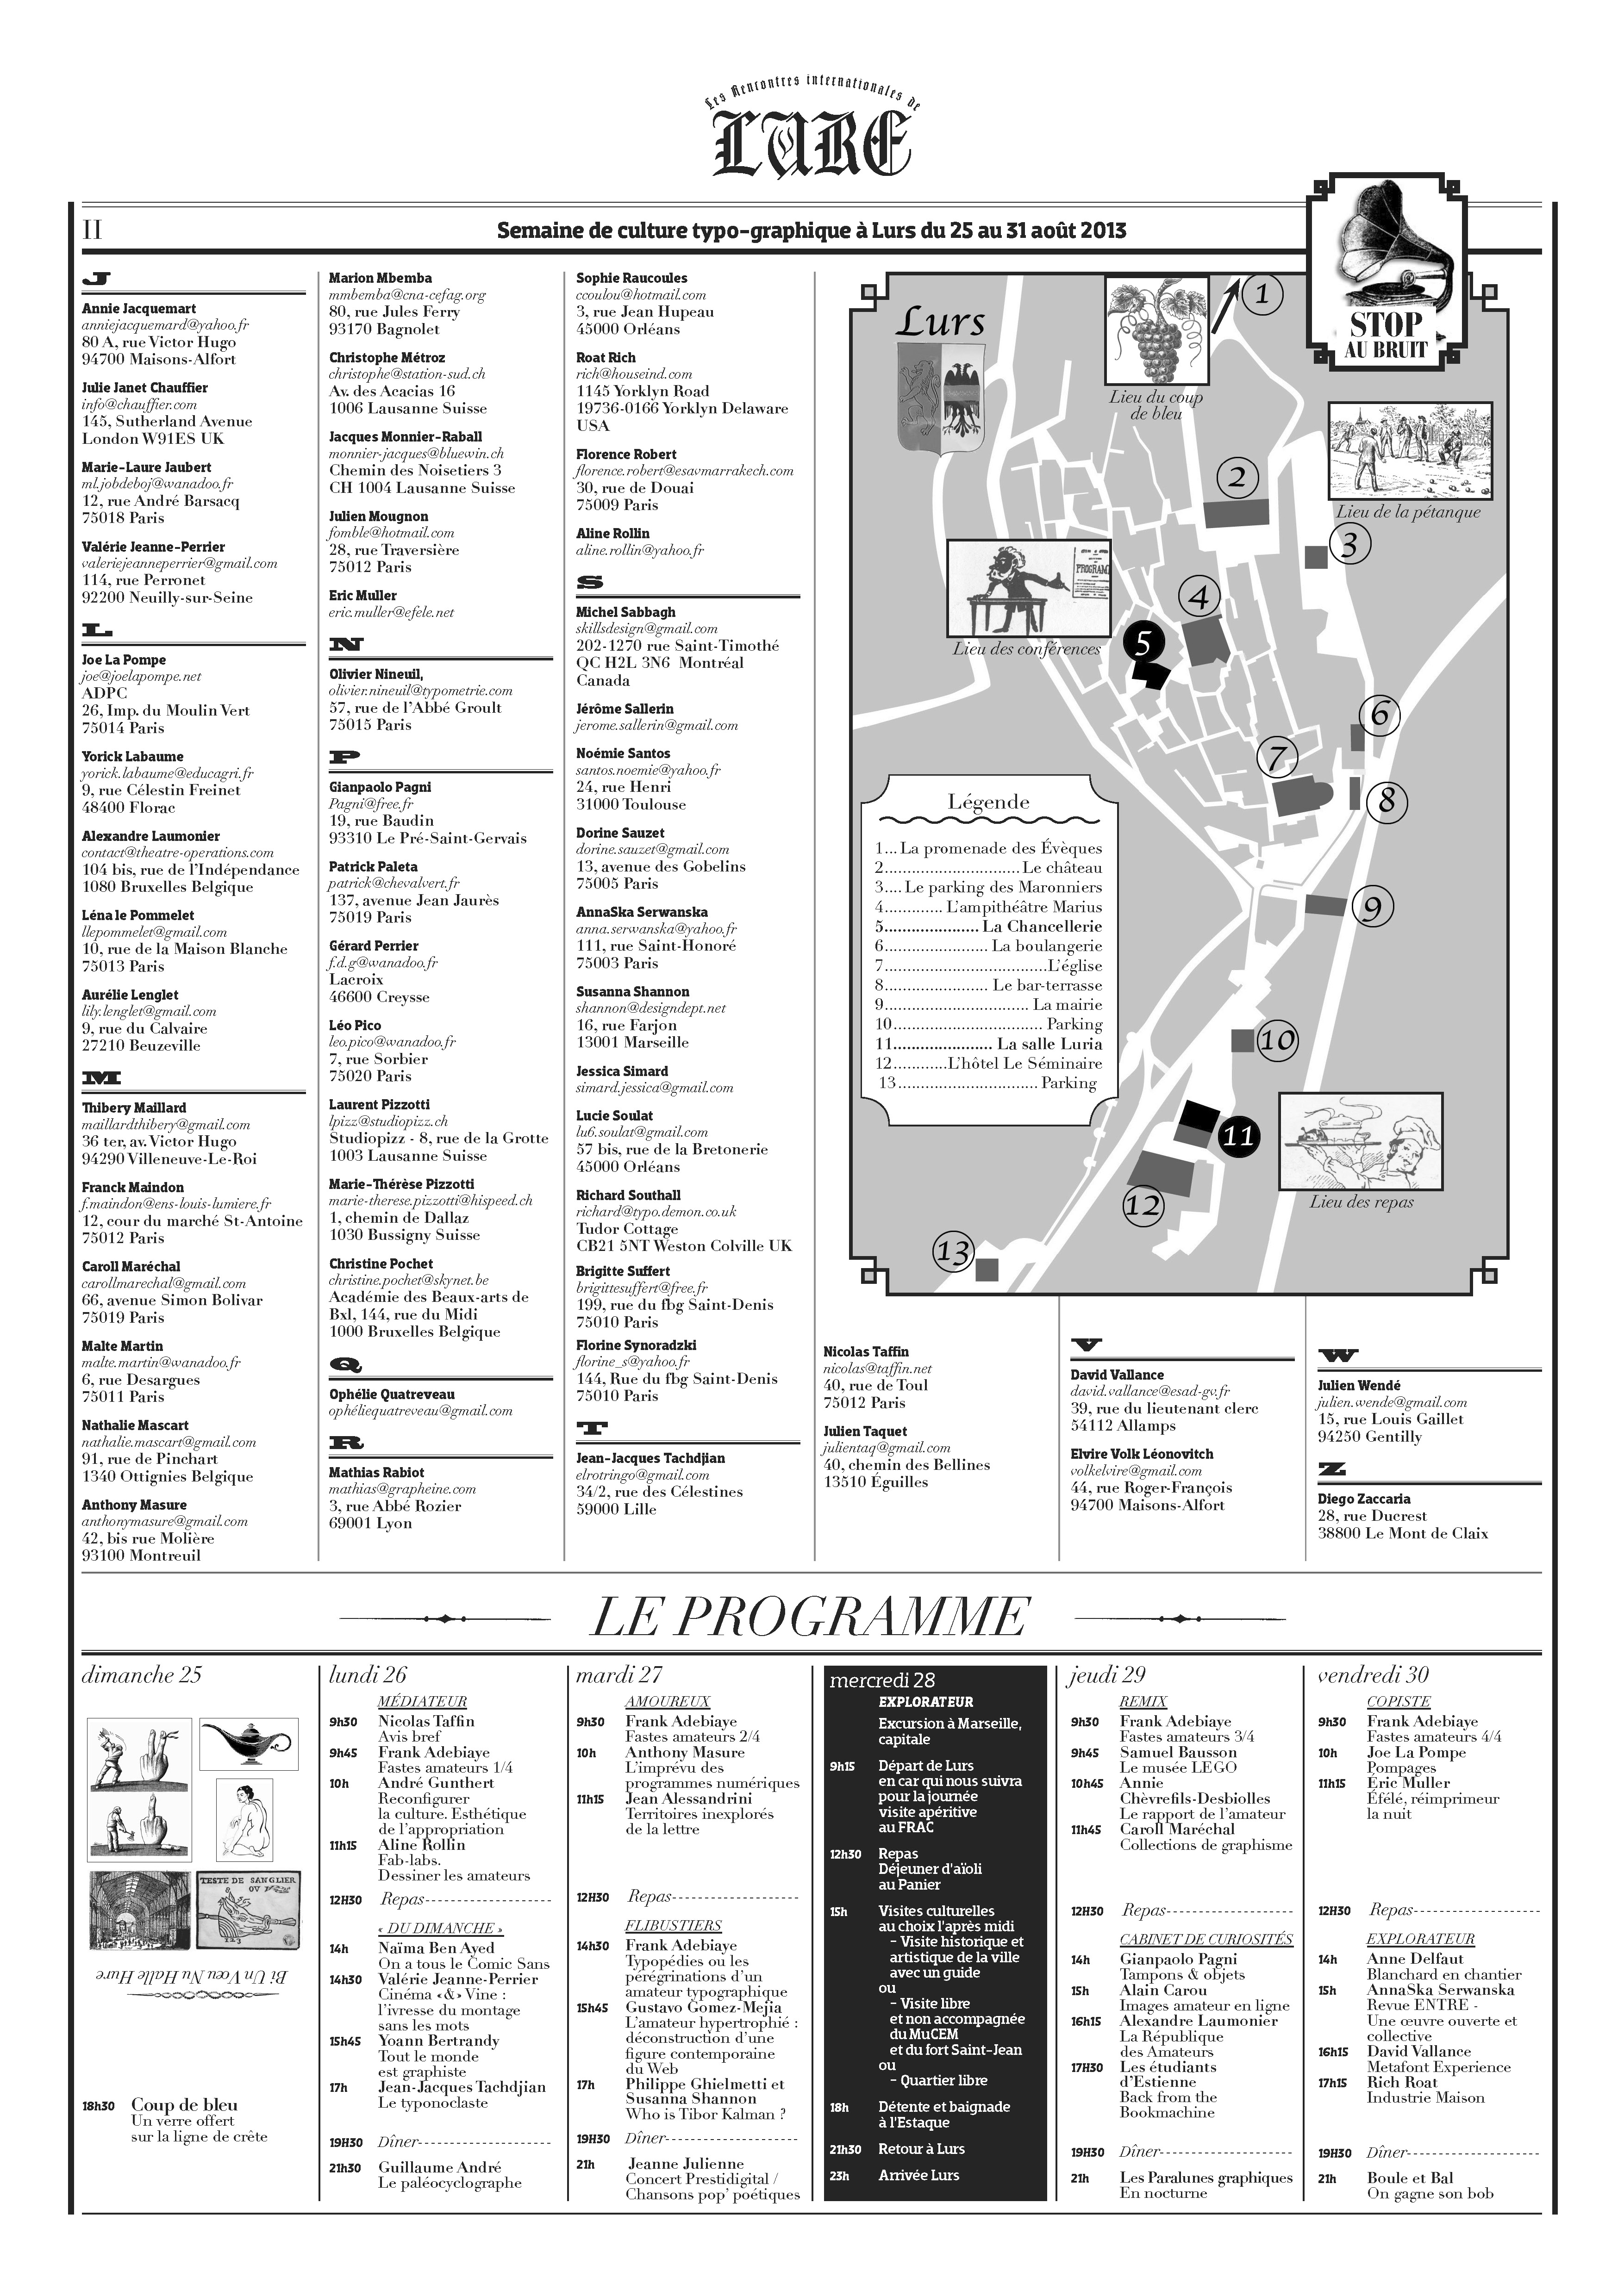 Les Rencontres internationales de
LURE
II
Semaine de culture typo-graphique à Lurs du 25 au 31 août 2013
STOP
AU BRUIT
J
Annie Jacquemart
anniejacquemard@yahoo.fr
80 A, rue Victor Hugo
94700 Maisons-Alfort
Julie Janet Chauffier
info@chauffier.com
145, Sutherland Avenue
London W91ES UK
Marie-Laure Jaubert
ml.jobdeboj@wanadoo.fr
12, rue André Barsacq
75018 Paris
Valérie Jeanne-Perrier
valeriejeanneperrier@gmail.com
114, rue Perronet
92200 Neuilly-sur-Seine
L
Joe La Pompe
joe@joelapompe.net
ADPC
26, Imp. du Moulin Vert
75014 Paris
Yorick Labaume
yorick.labaume@educagri.fr
9, rue Célestin Freinet
48400 Florac
Alexandre Laumonier
contact@theatre-operations.com
104 bis, rue de l'Indépendance
1080 Bruxelles Belgique
Léna le Pommelet
llepommelet@gmail.com
10, rue de la Maison Blanche
75013 Paris
Aurélie Lenglet
lily.lenglet@gmail.com
9, rue du Calvaire
27210 Beuzeville
M
Thibery Maillard
maillardthibery@gmail.com
36 ter, av. Victor Hugo
94290 Villeneuve-Le-Roi
Franck Maindon
f.maindon@ens-louis-lumiere.fr
12, cour du marché St-Antoine
75012 Paris
Caroll Maréchal
carollmarechal@gmail.com
66, avenue Simon Bolivar
75019 Paris
Malte Martin
malte.martin@wanadoo.fr
6, rue Desargues
75011 Paris
Nathalie Mascart
nathalie.mascart@gmail.com
91, rue de Pinchart
1340 Ottignies Belgique
Anthony Masure
anthonymasure@gmail.com
42, bis rue Molière
93100 Montreuil
Marion Mbemba
mmbemba@cna-cefag.org
80, rue Jules Ferry
93170 Bagnolet
Christophe Métroz
christophe@station-sud.ch
Av. des Acacias 16
1006 Lausanne Suisse
Jacques Monnier-Raball
monnier-jacques@bluewin.ch
Chemin des Noisetiers 3
CH 1004 Lausanne Suisse
Julien Mougnon
fomble@hotmail.com
28, rue Traversière
75012 Paris
Eric Muller
eric.muller@efele.net
N
Olivier Nineuil,
olivier.nineuil@typometrie.com
57, rue de l'Abbé Groult
75015 Paris
P
Gianpaolo Pagni
Pagni@free.fr
19, rue Baudin
93310 Le Pré-Saint-Gervais
Patrick Paleta
patrick@chevalvert.fr
137, avenue Jean Jaurès
75019 Paris
Gérard Perrier
f.d.g@wanadoo.fr
Lacroix
46600 Creysse
Léo Pico
leo.pico@wanadoo.fr
7, rue Sorbier
75020 Paris
Laurent Pizzotti
lpizz@studiopizz.ch
Studiopizz - 8, rue de la Grotte
1003 Lausanne Suisse
Marie-Thérèse Pizzotti
marie-therese.pizzotti@hispeed.ch
1, chemin de Dallaz
1030 Bussigny Suisse
Christine Pochet
christine.pochet@skynet.be
Académie des Beaux-arts de
Bxl, 144, rue du Midi
1000 Bruxelles Belgique
Q
Ophélie Quatreveau
ophéliequatreveau@gmail.com
R
Mathias Rabiot
mathias@grapheine.com
3, rue Abbé Rozier
69001 Lyon
Sophie Raucoules
ccoulou@hotmail.com
3, rue Jean Hupeau
45000 Orléans
Roat Rich
rich@houseind.com
1145 Yorklyn Road
19736-0166 Yorklyn Delaware
USA
Florence Robert
florence.robert@esavmarrakech.com
30, rue de Douai
75009 Paris
Aline Rollin
aline.rollin@yahoo.fr
S
Michel Sabbagh
skillsdesign@gmail.com
202-1270 rue Saint-Timothé
QC H2L 3N6 Montréal
Canada
Jérôme Sallerin
jerome.sallerin@gmail.com
Noémie Santos
santos.noemie@yahoo.fr
24, rue Henri
31000 Toulouse
Dorine Sauzet
dorine.sauzet@gmail.com
13, avenue des Gobelins
75005 Paris
AnnaSka Serwanska
anna.serwanska@yahoo.fr
111, rue Saint-Honoré
75003 Paris
Susanna Shannon
shannon@designdept.net
16, rue Farjon
13001 Marseille
Jessica Simard
simard.jessica@gmail.com
Lucie Soulat
lu6.soulat@gmail.com
57 bis, rue de la Bretonerie
45000 Orléans
Richard Southall
richard@typo.demon.co.uk
Tudor Cottage
CB21 5NT Weston Colville UK
Brigitte Suffert
brigittesuffert@free.fr
199, rue du fbg Saint-Denis
75010 Paris
Florine Synoradzki
florine_s@yahoo.fr
144, Rue du fbg Saint-Denis
75010 Paris
T
Jean-Jacques Tachdjian
elrotringo@gmail.com
34/2, rue des Célestines
59000 Lille
Lurs
Lieu du coup
de bleu
1
2
Lieu de la pétanque
3
PROGRAMME
Lieu des conférences
4
5
6
7
8
9
10
11
Lieu des repas
12
13
Légende
1... La promenade des Évèques
2............................. Le château
3.... Le parking des Maronniers
4............. L'ampithéâtre Marius
5.................... La Chancellerie
6...................... La boulangerie
7...................................L'église
8...................... Le bar-terrasse
9............................... La mairie
10................................ Parking
11..................... La salle Luria
12............L'hôtel Le Séminaire
13.............................. Parking
Nicolas Taffin
nicolas@taffin.net
40, rue de Toul
75012 Paris
Julien Taquet
julientaq@gmail.com
40, chemin des Bellines
13510 Éguilles
V
David Vallance
david.vallance@esad-gv.fr
39, rue du lieutenant clerc
54112 Allamps
Elvire Volk Léonovitch
volkelvire@gmail.com
44, rue Roger-François
94700 Maisons-Alfort
W
Julien Wendé
julien.wende@gmail.com
15, rue Louis Gaillet
94250 Gentilly
Z
Diego Zaccaria
28, rue Ducrest
38800 Le Mont de Claix
LE PROGRAMME
dimanche 25
TESTE DE SANGLIER
OV
Bi Un Vœu Nu Halle Hure
18h30 Coup de bleu
Un verre offert
sur la ligne de crête
lundi 26
MÉDIATEUR
9h30 Nicolas Taffin
Avis bref
9h45 Frank Adebiaye
Fastes amateurs 1/4
10h André Gunthert
Reconfigurer
la culture. Esthétique
de l'appropriation
11h15 Aline Rollin
Fab-labs.
Dessiner les amateurs
12H30 Repas
« DU DIMANCHE »
14h Naïma Ben Ayed
On a tous le Comic Sans
14h30 Valérie Jeanne-Perrier
Cinéma «&» Vine :
l'ivresse du montage
sans les mots
15h45 Yoann Bertrandy
Tout le monde
est graphiste
17h Jean-Jacques Tachdjian
Le typonoclaste
19H30 Dîner
21h30 Guillaume André
Le paléocyclographe
mardi 27
AMOUREUX
9h30 Frank Adebiaye
Fastes amateurs 2/4
10h Anthony Masure
L'imprévu des
programmes numériques
11h15 Jean Alessandrini
Territoires inexplorés
de la lettre
12H30 Repas
FLIBUSTIERS
14h30 Frank Adebiaye
Typopédies ou les
pérégrinations d'un
amateur typographique
15h45 Gustavo Gomez-Mejia
L'amateur hypertrophié :
déconstruction d'une
figure contemporaine
du Web
17h Philippe Ghielmetti et
Susanna Shannon
Who is Tibor Kalman ?
19H30 Dîner
21h Jeanne Julienne
Concert Prestidigital /
Chansons pop' poétiques
mercredi 28
EXPLORATEUR
Excursion à Marseille,
capitale
9h15 Départ de Lurs
en car qui nous suivra
pour la journée
visite apéritive
au FRAC
12h30 Repas
Déjeuner d'aïoli
au Panier
15h Visites culturelles
au choix l'après midi
– Visite historique et
artistique de la ville
avec un guide
ou
– Visite libre
et non accompagnée
du MuCEM
et du fort Saint-Jean
ou
– Quartier libre
18h Détente et baignade
à l'Estaque
21h30 Retour à Lurs
23h Arrivée Lurs
jeudi 29
REMIX
9h30 Frank Adebiaye
Fastes amateurs 3/4
9h45 Samuel Bausson
Le musée LEGO
10h45 Annie
Chèvrefils-Desbiolles
Le rapport de l'amateur
11h45 Caroll Maréchal
Collections de graphisme
12H30 Repas
CABINET DE CURIOSITÉS
14h Gianpaolo Pagni
Tampons & objets
15h Alain Carou
Images amateur en ligne
16h15 Alexandre Laumonier
La République
des Amateurs
17H30 Les étudiants
d'Estienne
Back from the
Bookmachine
19H30 Dîner
21h Les Paralunes graphiques
En nocturne
vendredi 30
COPISTE
9h30 Frank Adebiaye
Fastes amateurs 4/4
10h Joe La Pompe
Pompages
11h15 Éric Muller
Éfélé, réimprimeur
la nuit
12H30 Repas
EXPLORATEUR
14h Anne Delfaut
Blanchard en chantier
15h AnnaSka Serwanska
Revue ENTRE -
Une œuvre ouverte et
collective
16h15 David Vallance
Metafont Experience
17h15 Rich Roat
Industrie Maison
19H30 Dîner
21h Boule et Bal
On gagne son bob